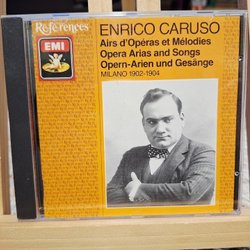 Références
EMI
ENRICO CARUSO
Airs d'Opéras et Mélodies
Opera Arias and Songs
Opern-Arien und Gesänge
MILANO 1902-1904